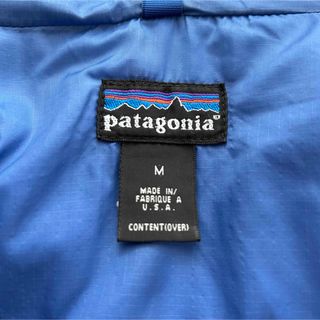 patagonia®
M
MADE IN/
FABRIQUE A
U.S.A.
CONTENT(OVER)